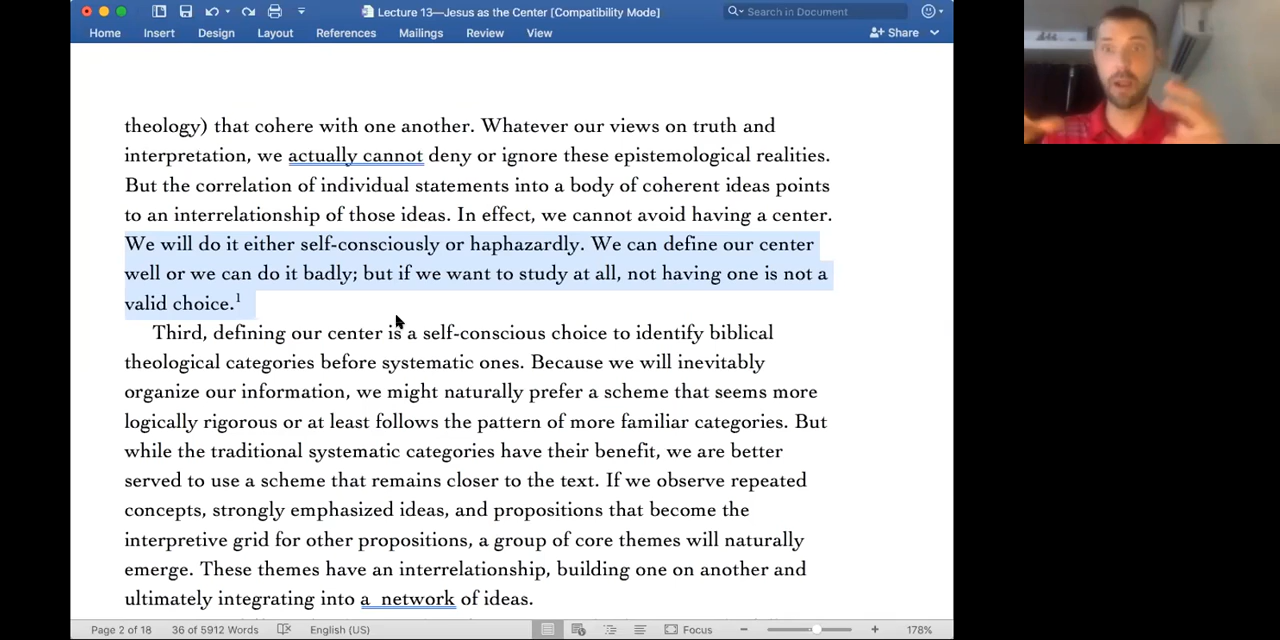 Lecture 13—Jesus as the Center [Compatibility Mode]
Search in Document
Home Insert Design Layout References Mailings Review View
Share
theology) that cohere with one another. Whatever our views on truth and
interpretation, we actually cannot deny or ignore these epistemological realities.
But the correlation of individual statements into a body of coherent ideas points
to an interrelationship of those ideas. In effect, we cannot avoid having a center.
We will do it either self-consciously or haphazardly. We can define our center
well or we can do it badly; but if we want to study at all, not having one is not a
valid choice.1
Third, defining our center is a self-conscious choice to identify biblical
theological categories before systematic ones. Because we will inevitably
organize our information, we might naturally prefer a scheme that seems more
logically rigorous or at least follows the pattern of more familiar categories. But
while the traditional systematic categories have their benefit, we are better
served to use a scheme that remains closer to the text. If we observe repeated
concepts, strongly emphasized ideas, and propositions that become the
interpretive grid for other propositions, a group of core themes will naturally
emerge. These themes have an interrelationship, building one on another and
ultimately integrating into a  network of ideas.
Page 2 of 18 36 of 5912 Words English (US) Focus 178%